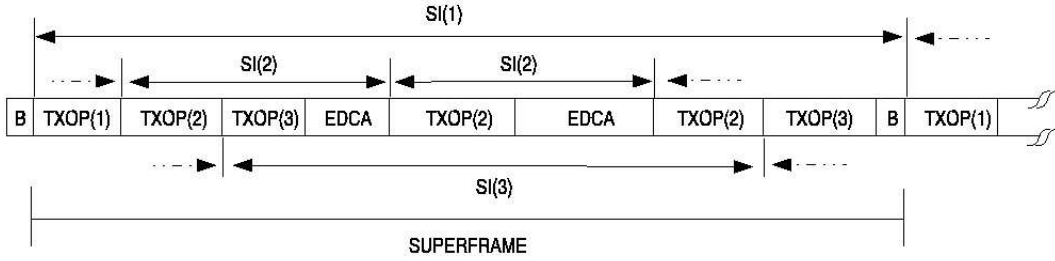 SI(1)
SI(2) SI(2)
B TXOP(1) TXOP(2) TXOP(3) EDCA TXOP(2) EDCA TXOP(2) TXOP(3) B TXOP(1)
SI(3)
SUPERFRAME